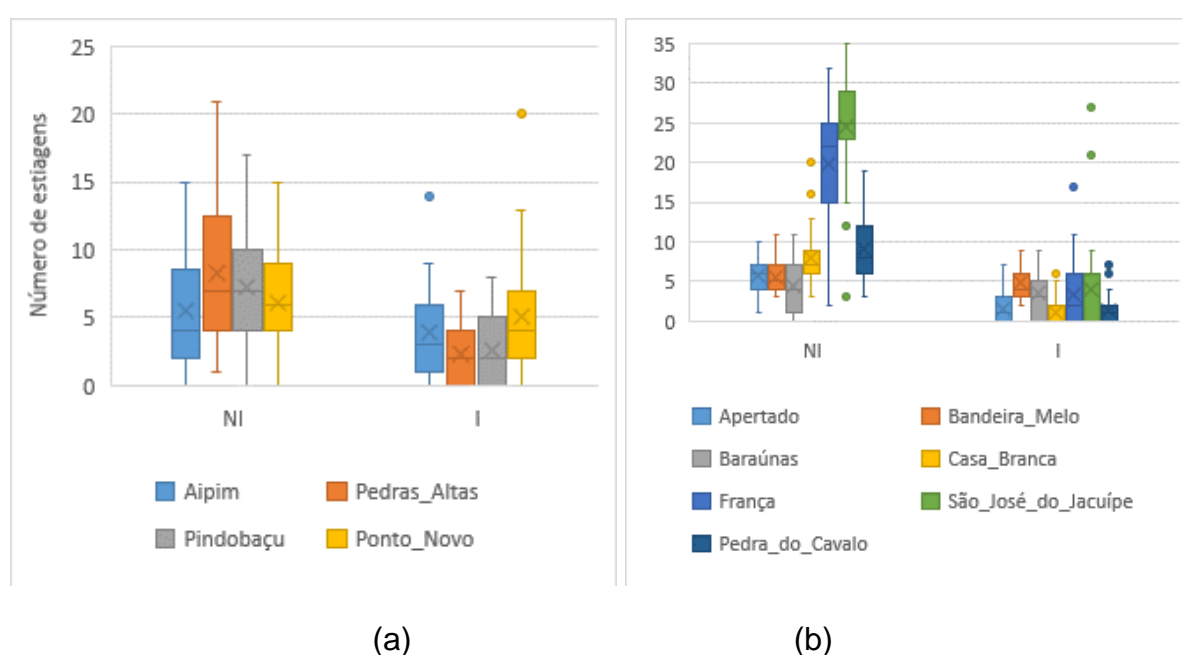 Número de estiagens
25
20
15
10
5
0
NI I
Aipim Pedras_Altas
Pindobaçu Ponto_Novo
35
30
25
20
15
10
5
0
NI I
Apertado Bandeira_Melo
Baraúnas Casa_Branca
França São_José_do_Jacuípe
Pedra_do_Cavalo
(a) (b)